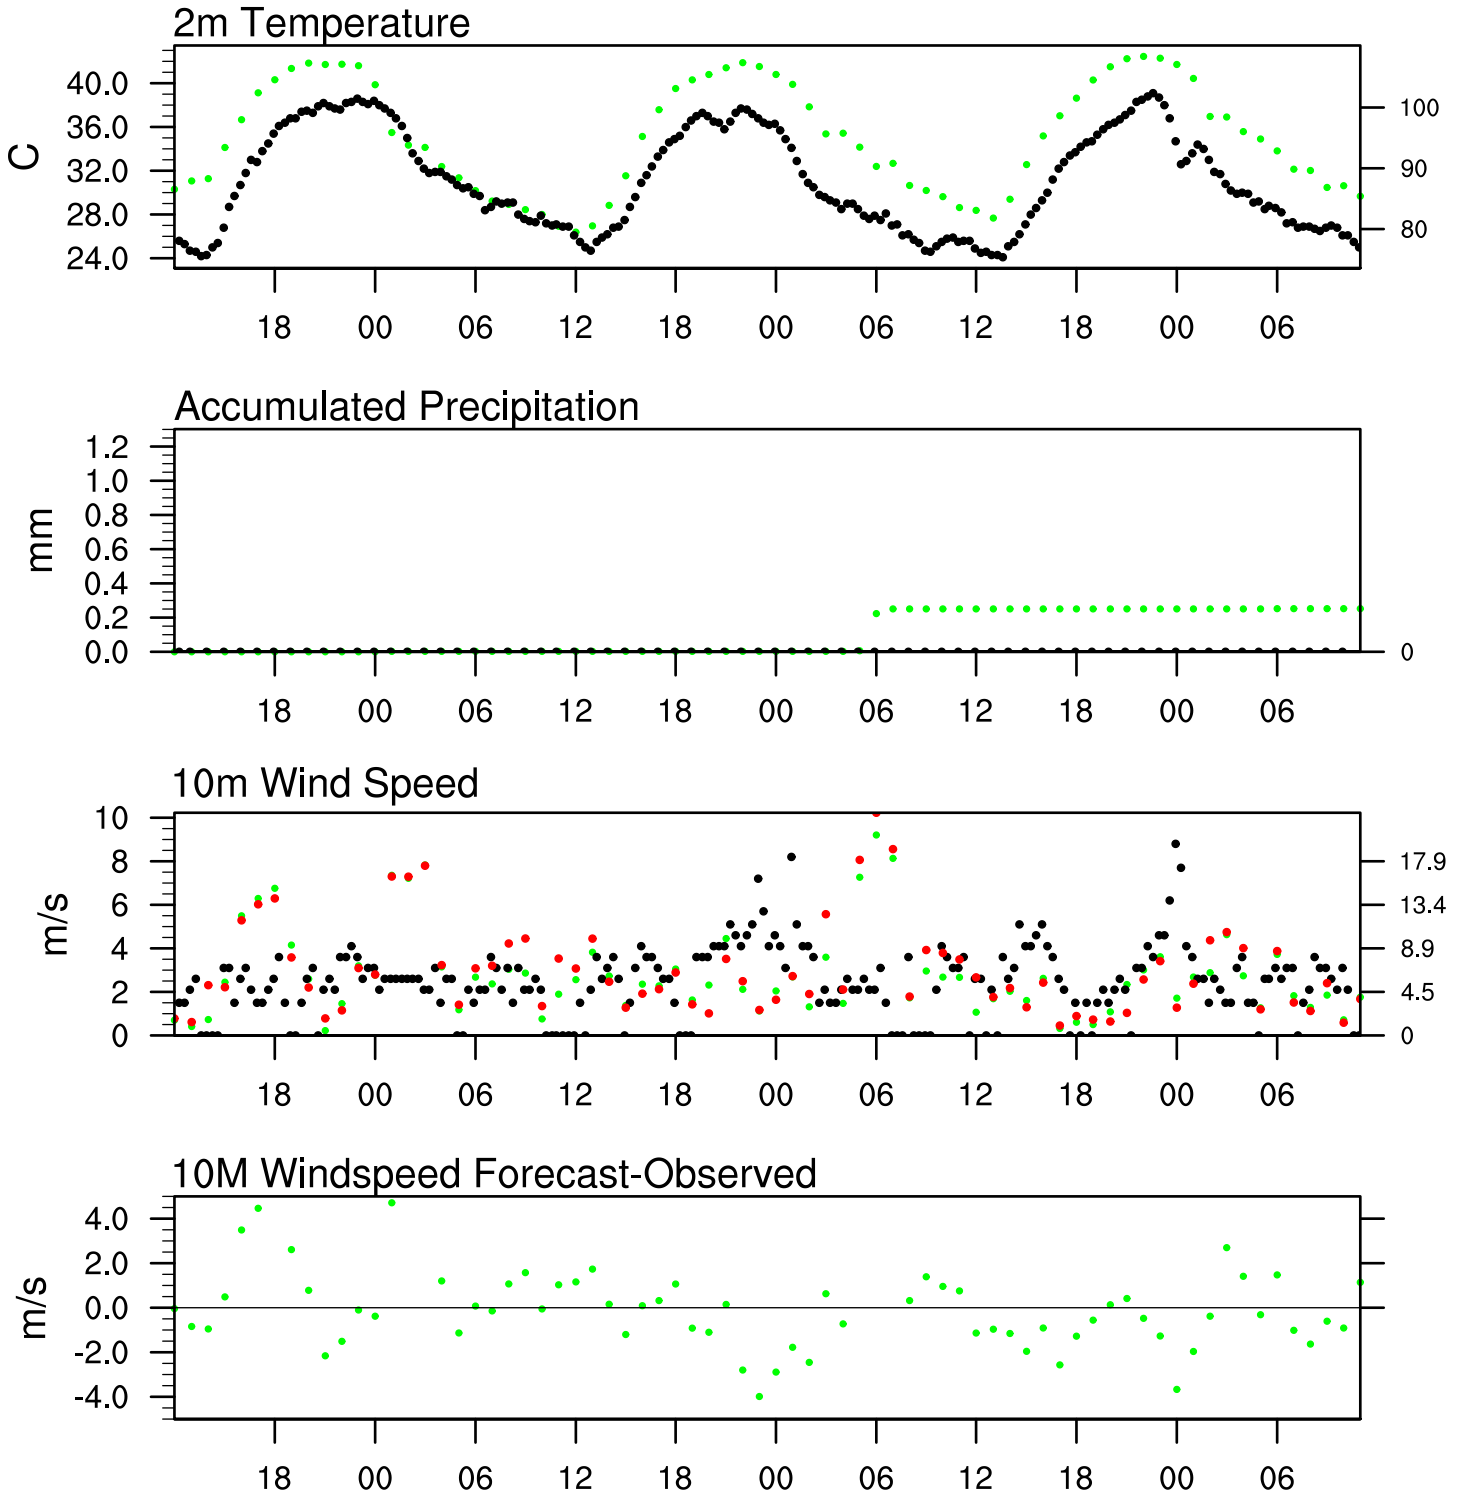 2m Temperature
40.0
36.0
32.0
28.0
24.0
C
100
90
80
18 00 06 12 18 00 06 12 18 00 06
Accumulated Precipitation
1.2
1.0
0.8
0.6
0.4
0.2
0.0
mm
0
18 00 06 12 18 00 06 12 18 00 06
10m Wind Speed
10
8
6
4
2
0
m/s
17.9
13.4
8.9
4.5
0
18 00 06 12 18 00 06 12 18 00 06
10M Windspeed Forecast-Observed
4.0
2.0
0.0
-2.0
-4.0
m/s
18 00 06 12 18 00 06 12 18 00 06